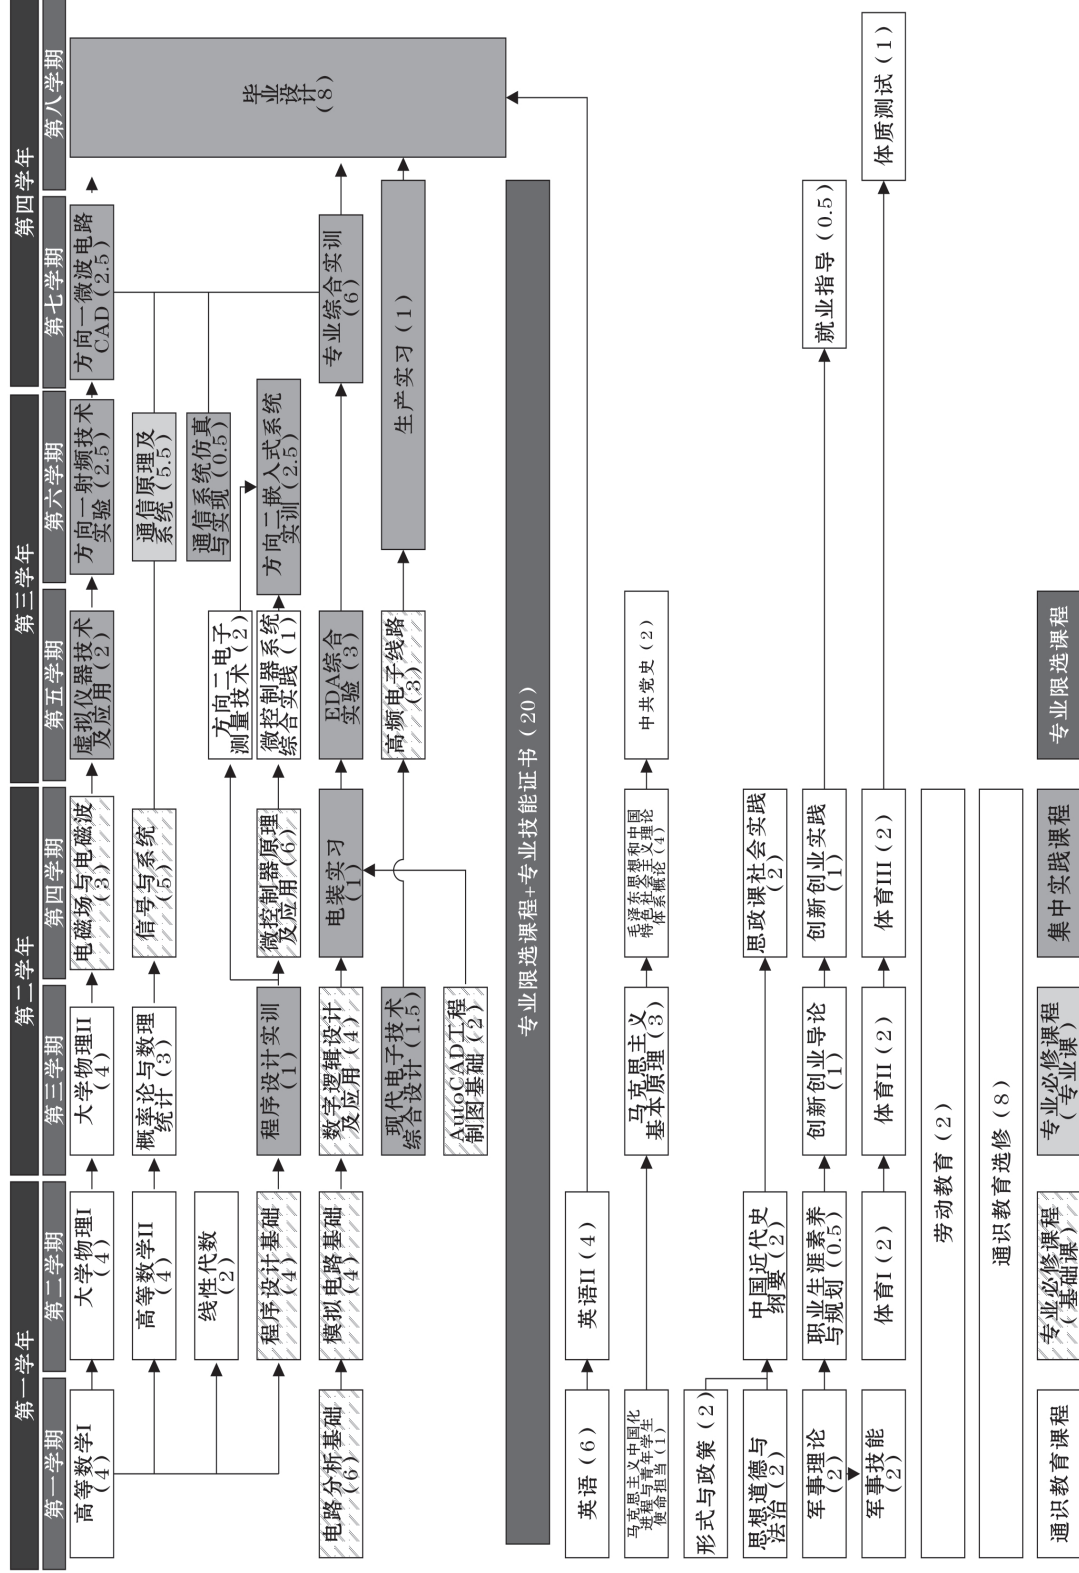 第一学年
第二学年
第三学年
第四学年
第一学期
第二学期
第三学期
第四学期
第五学期
第六学期
第七学期
第八学期
高等数学I
(4)
大学物理I
(4)
大学物理II
(4)
电磁场与电磁波
(3)
虚拟仪器技术
及应用(2)
方向一射频技术
实验(2.5)
方向一微波电路
CAD(2.5)
毕业设计
(8)
高等数学II
(4)
概率论与数理
统计(3)
信号与系统
(5)
通信原理及
系统(5.5)
通信系统仿真
与实现(0.5)
线性代数
(2)
方向二电子
测量技术(2)
程序设计基础
(4)
程序设计实训
(1)
微控制器原理
及应用(6)
微控制器系统
综合实践(1)
方向二嵌入式系统
实训(2.5)
电路分析基础
(6)
模拟电路基础
(4)
数字逻辑设计
及应用(4)
电装实习
(1)
EDA综合
实验(3)
专业综合实训
(6)
现代电子技术
综合设计(1.5)
高频电子线路
(3)
生产实习(1)
AutoCAD工程
制图基础(2)
专业限选课程+专业技能证书(20)
英语(6)
英语II(4)
马克思主义中国化
进程与青年学生
使命担当(1)
马克思主义
基本原理(3)
毛泽东思想和中国
特色社会主义理论
体系概论(4)
中共党史(2)
形式与政策(2)
思想道德与
法治(2)
中国近代史
纲要(2)
思政课社会实践
(2)
军事理论
(2)
职业生涯素养
与规划(0.5)
创新创业导论
(1)
创新创业实践
(1)
就业指导(0.5)
军事技能
(2)
体育I(2)
体育II(2)
体育III(2)
体质测试(1)
劳动教育(2)
通识教育选修(8)
通识教育课程
专业必修课程
(基础课)
专业必修课程
(专业课)
集中实践课程
专业限选课程